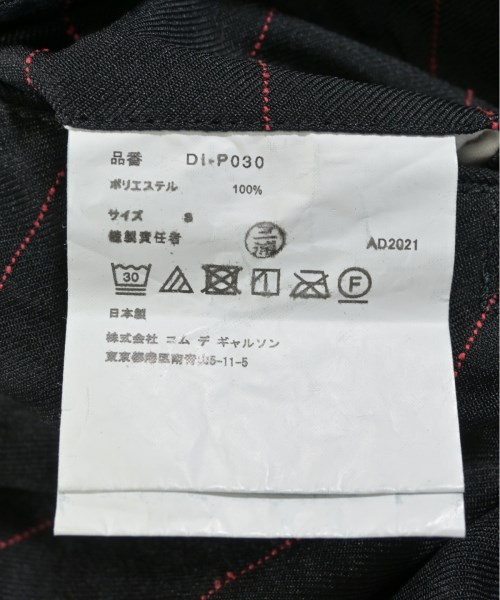 品番 DI-P030
ポリエステル 100%
サイズ S
縫製責任者 AD2021
30 F
日本製
株式会社 コム デ ギャルソン
東京都港区南青山5-11-5